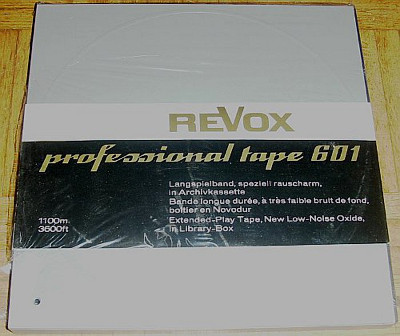 REVOX
professional tape 601
Langspielband, speziell rauscharm,
in Archivkassette
Bande longue durée, à très faible bruit de fond,
boîtier en Novodur
Extended-Play Tape, New Low-Noise Oxide,
in Library-Box
1100m
3600ft